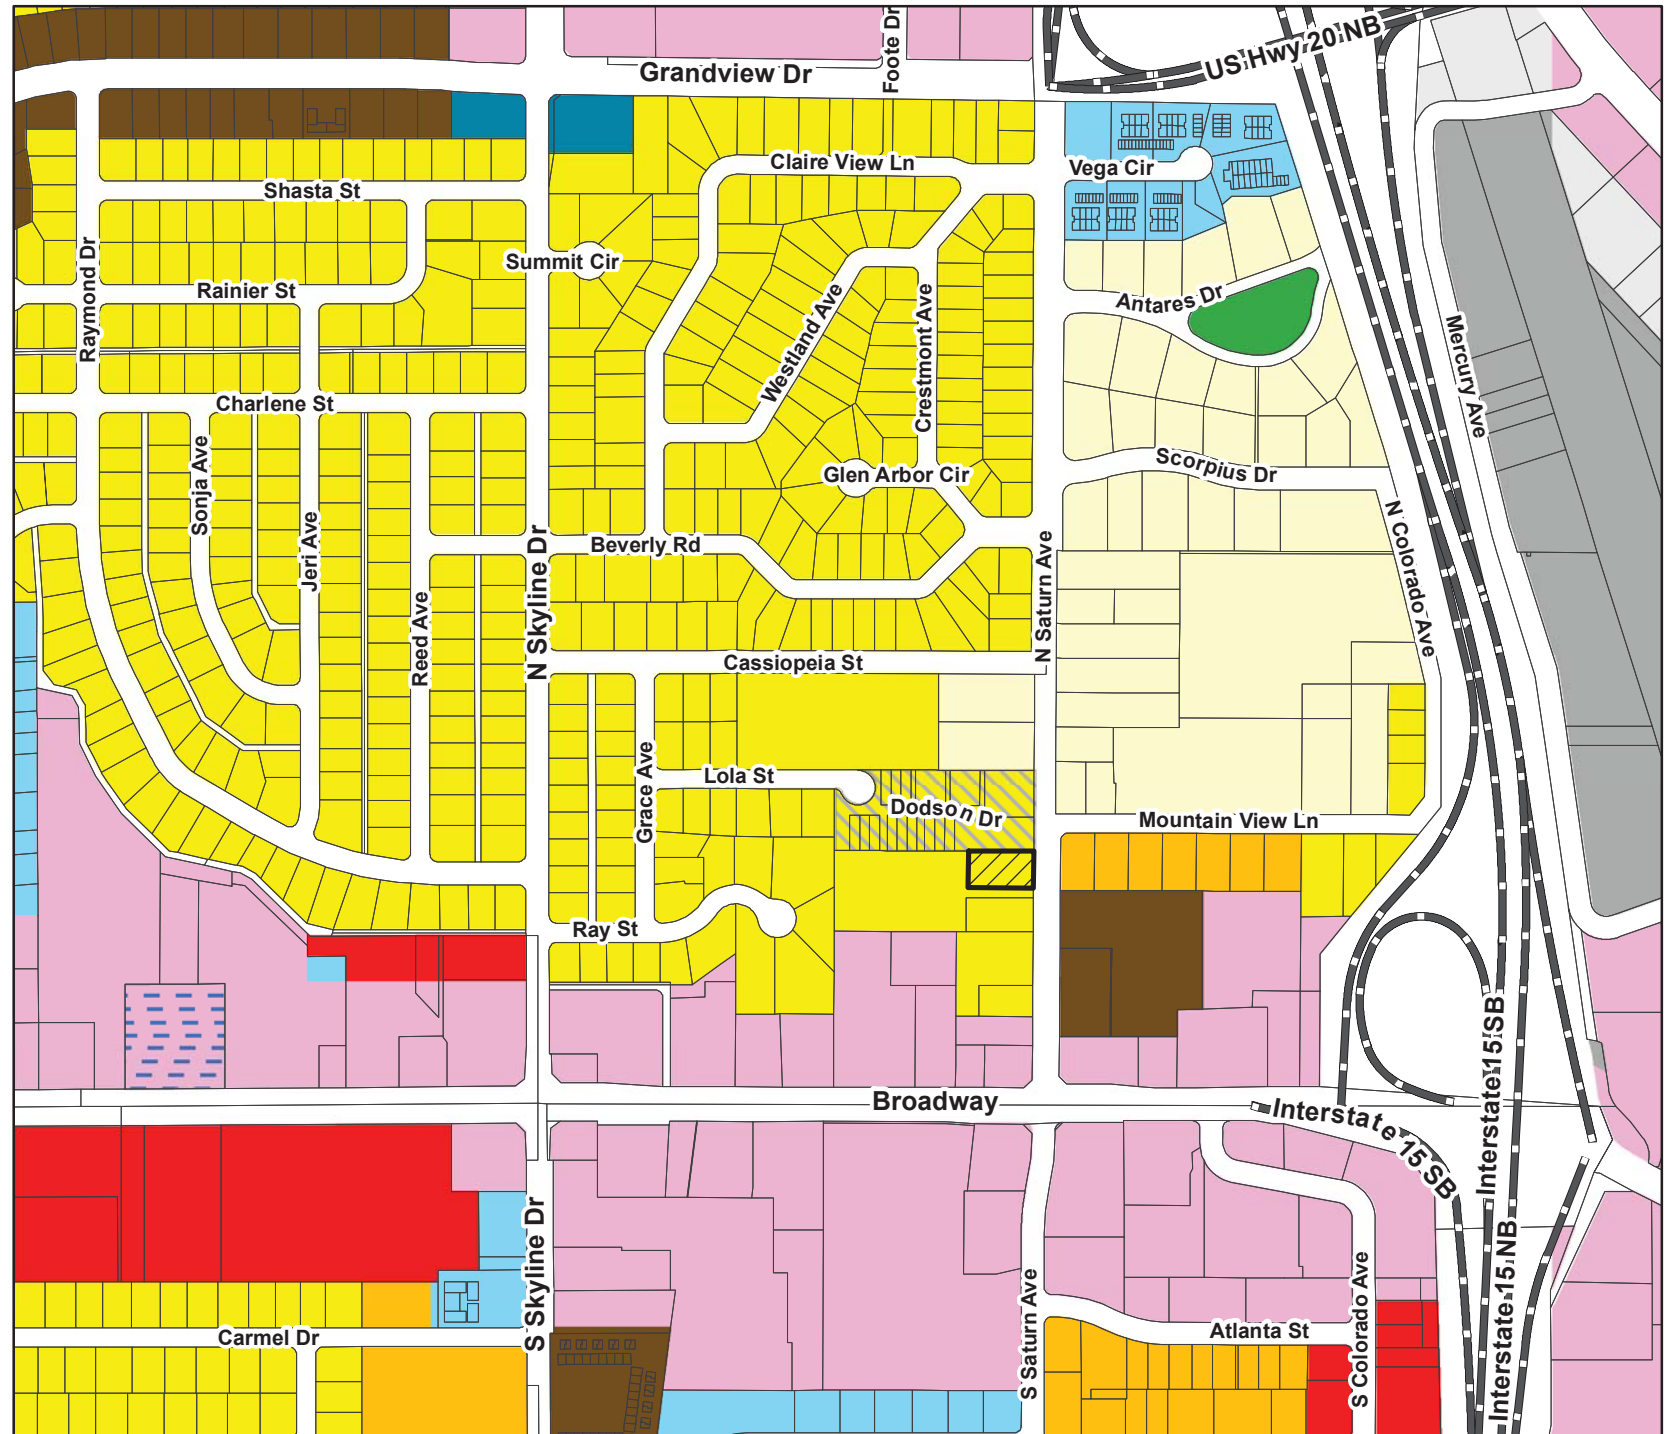 Foote Dr
US Hwy 20 NB
Grandview Dr
Claire View Ln
Vega Cir
Shasta St
Summit Cir
Raymond Dr
Rainier St
Antares Dr
Westland Ave
Crestmont Ave
Mercury Ave
Charlene St
Sonja Ave
Glen Arbor Cir
Scorpius Dr
Jeri Ave
N Skyline Dr
Beverly Rd
N Saturn Ave
N Colorado Ave
Reed Ave
Cassiopeia St
Grace Ave
Lola St
Dodson Dr
Mountain View Ln
Ray St
Interstate 15 SB
Broadway
Interstate 15 SB
S Skyline Dr
Interstate 15 NB
S Saturn Ave
S Colorado Ave
Carmel Dr
Atlanta St